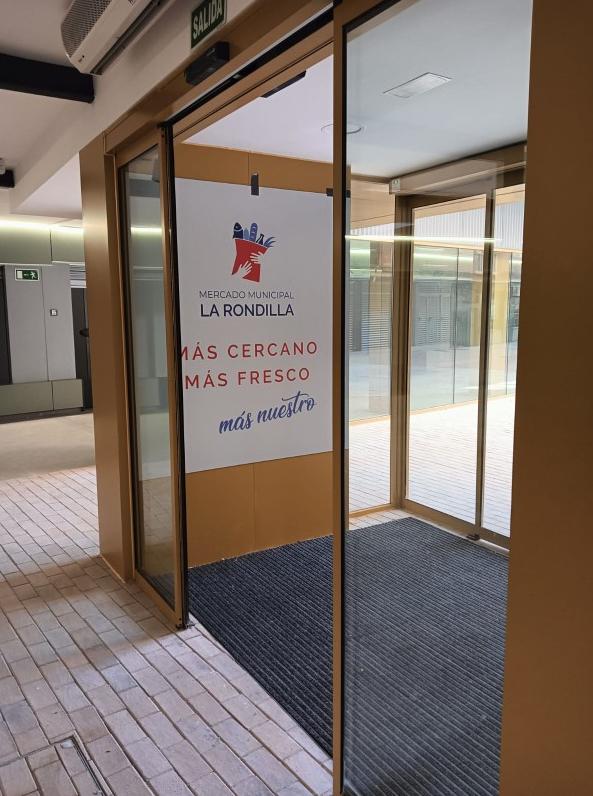 SALIDA
MERCADO MUNICIPAL
LA RONDILLA
MÁS CERCANO
MÁS FRESCO
más nuestro